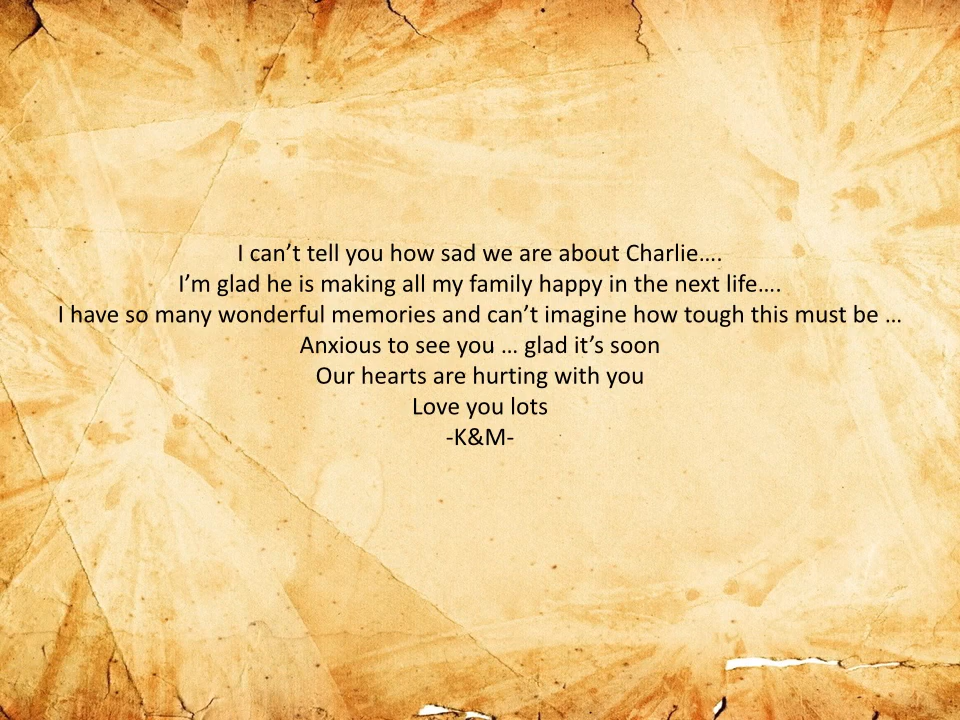 I can’t tell you how sad we are about Charlie….
I’m glad he is making all my family happy in the next life….
I have so many wonderful memories and can’t imagine how tough this must be …
Anxious to see you … glad it’s soon
Our hearts are hurting with you
Love you lots
-K&M-